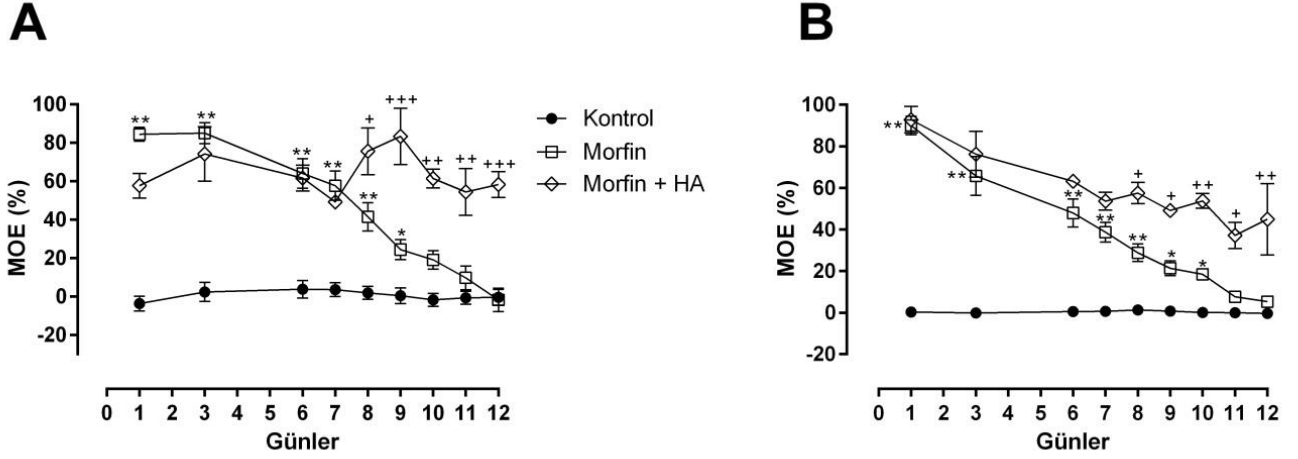 A
B
100
80
60
40
20
0
-20
MOE (%)
** ** ** ** ** *
+ +++ ++ ++ +++
Kontrol
Morfin
Morfin + HA
0 1 2 3 4 5 6 7 8 9 10 11 12
Günler
100
80
60
40
20
0
-20
MOE (%)
** ** ** ** ** * *
+ + ++ + ++
0 1 2 3 4 5 6 7 8 9 10 11 12
Günler